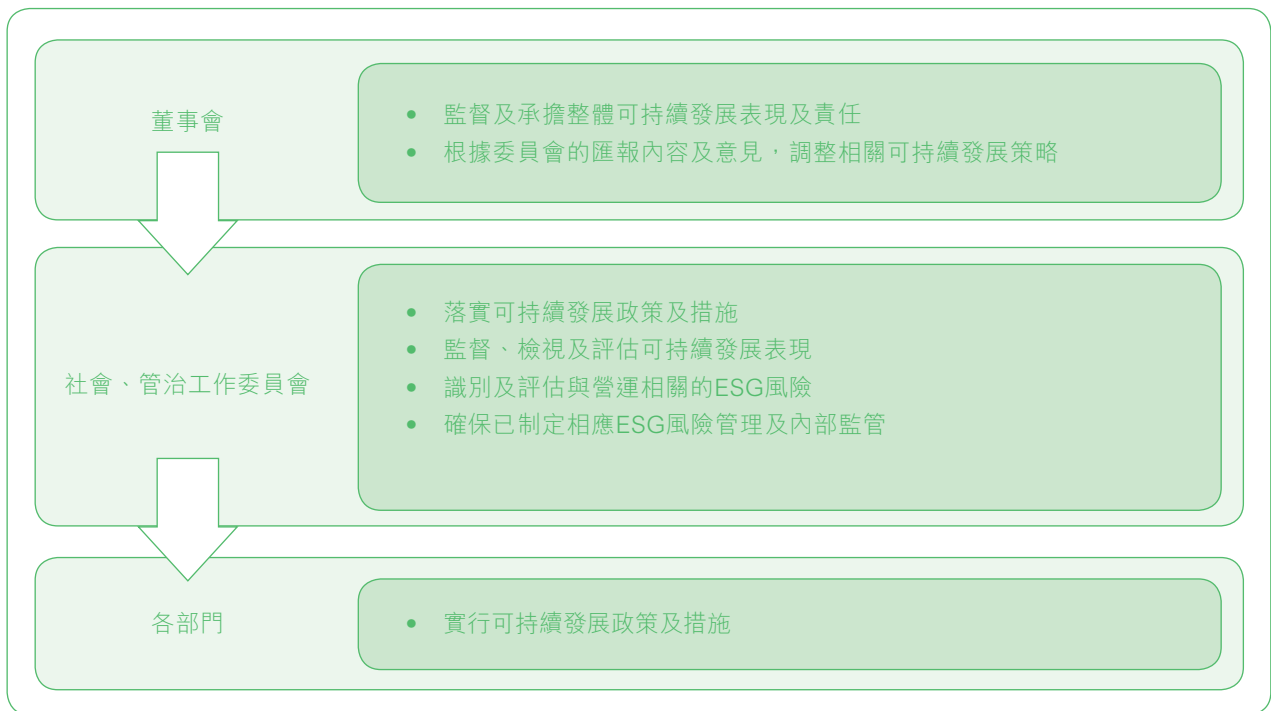 董事會
• 監督及承擔整體可持續發展表現及責任
• 根據委員會的匯報內容及意見，調整相關可持續發展策略
社會、管治工作委員會
• 落實可持續發展政策及措施
• 監督、檢視及評估可持續發展表現
• 識別及評估與營運相關的ESG風險
• 確保已制定相應ESG風險管理及內部監管
各部門
• 實行可持續發展政策及措施